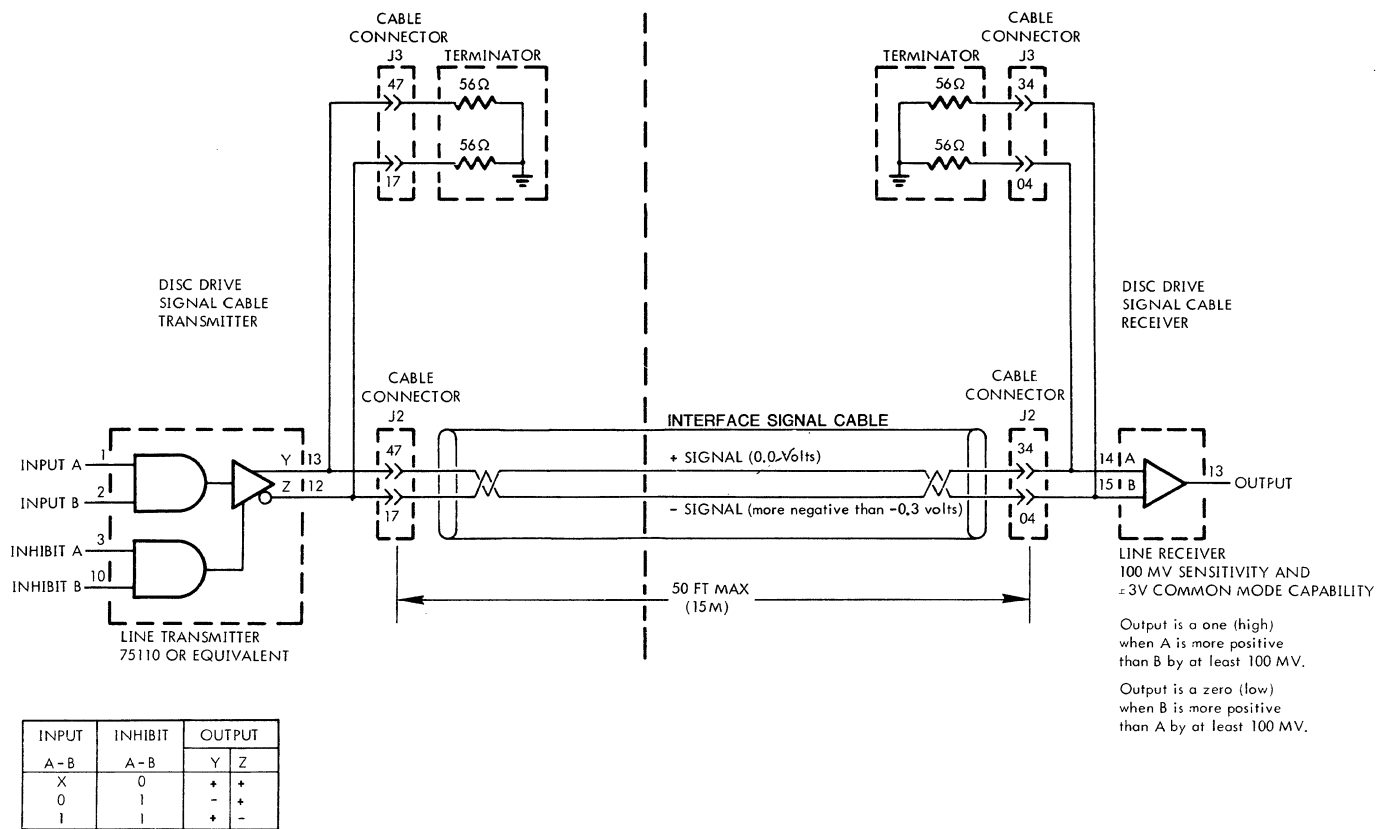 CABLE
CONNECTOR
J3
TERMINATOR
47
56Ω
56Ω
17
CABLE
CONNECTOR
TERMINATOR
J3
56Ω
34
56Ω
04
DISC DRIVE
SIGNAL CABLE
TRANSMITTER
DISC DRIVE
SIGNAL CABLE
RECEIVER
CABLE
CONNECTOR
J2
CABLE
CONNECTOR
J2
INTERFACE SIGNAL CABLE
INPUT A
1
Y
13
47
+ SIGNAL (0.0 Volts)
34
14
A
INPUT B
2
Z
12
17
- SIGNAL (more negative than -0.3 volts)
04
15
B
13
OUTPUT
INHIBIT A
3
INHIBIT B
10
50 FT MAX
(15M)
LINE TRANSMITTER
75110 OR EQUIVALENT
LINE RECEIVER
100 MV SENSITIVITY AND
= 3V COMMON MODE CAPABILITY
Output is a one (high)
when A is more positive
than B by at least 100 MV.
Output is a zero (low)
when B is more positive
than A by at least 100 MV.
INPUT INHIBIT OUTPUT
A-B A-B Y Z
X 0 + +
0 1 - +
1 1 + -